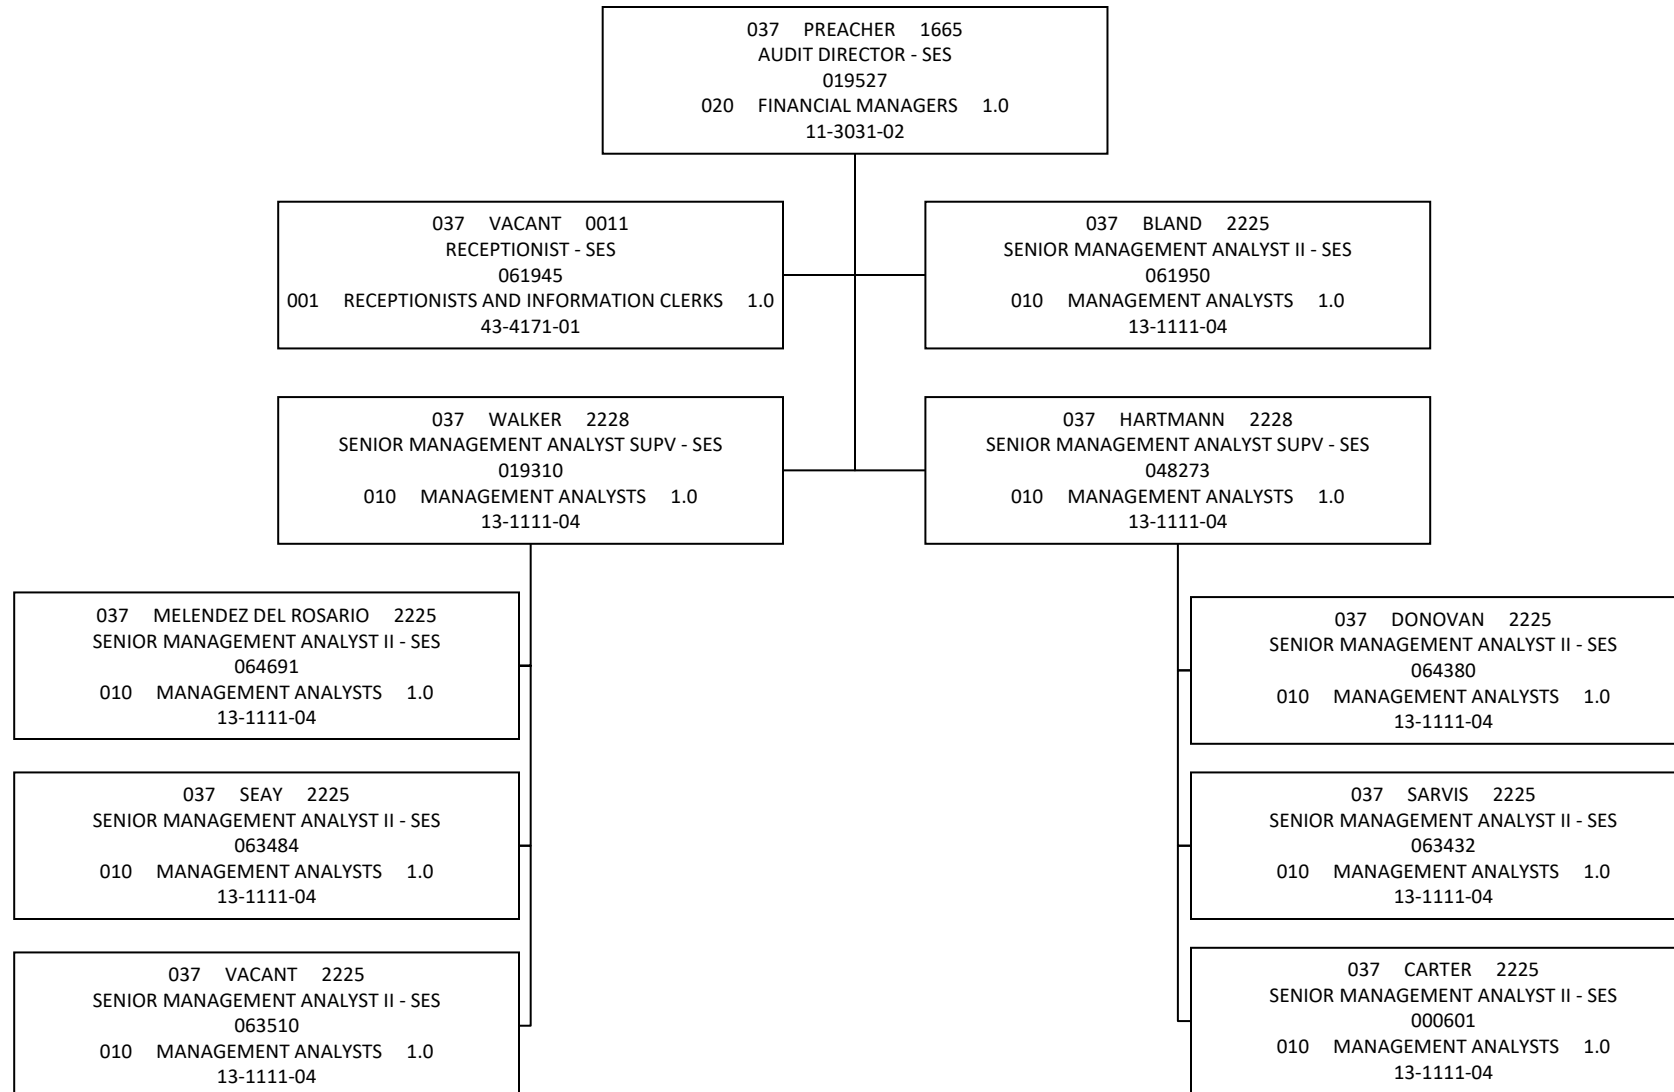 037 PREACHER 1665
AUDIT DIRECTOR - SES
019527
020 FINANCIAL MANAGERS 1.0
11-3031-02
037 VACANT 0011
RECEPTIONIST - SES
061945
001 RECEPTIONISTS AND INFORMATION CLERKS 1.0
43-4171-01
037 BLAND 2225
SENIOR MANAGEMENT ANALYST II - SES
061950
010 MANAGEMENT ANALYSTS 1.0
13-1111-04
037 WALKER 2228
SENIOR MANAGEMENT ANALYST SUPV - SES
019310
010 MANAGEMENT ANALYSTS 1.0
13-1111-04
037 HARTMANN 2228
SENIOR MANAGEMENT ANALYST SUPV - SES
048273
010 MANAGEMENT ANALYSTS 1.0
13-1111-04
037 MELENDEZ DEL ROSARIO 2225
SENIOR MANAGEMENT ANALYST II - SES
064691
010 MANAGEMENT ANALYSTS 1.0
13-1111-04
037 DONOVAN 2225
SENIOR MANAGEMENT ANALYST II - SES
064380
010 MANAGEMENT ANALYSTS 1.0
13-1111-04
037 SEAY 2225
SENIOR MANAGEMENT ANALYST II - SES
063484
010 MANAGEMENT ANALYSTS 1.0
13-1111-04
037 SARVIS 2225
SENIOR MANAGEMENT ANALYST II - SES
063432
010 MANAGEMENT ANALYSTS 1.0
13-1111-04
037 VACANT 2225
SENIOR MANAGEMENT ANALYST II - SES
063510
010 MANAGEMENT ANALYSTS 1.0
13-1111-04
037 CARTER 2225
SENIOR MANAGEMENT ANALYST II - SES
000601
010 MANAGEMENT ANALYSTS 1.0
13-1111-04